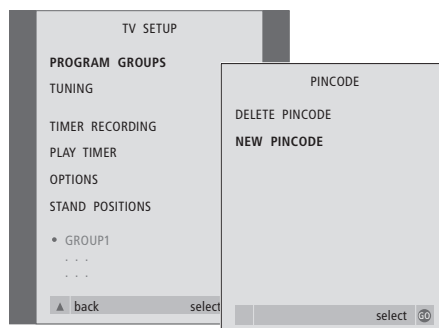 TV SETUP
PROGRAM GROUPS
TUNING
TIMER RECORDING
PLAY TIMER
OPTIONS
STAND POSITIONS
• GROUP1
. . .
. . .
▲ back select
PINCODE
DELETE PINCODE
NEW PINCODE
select GO